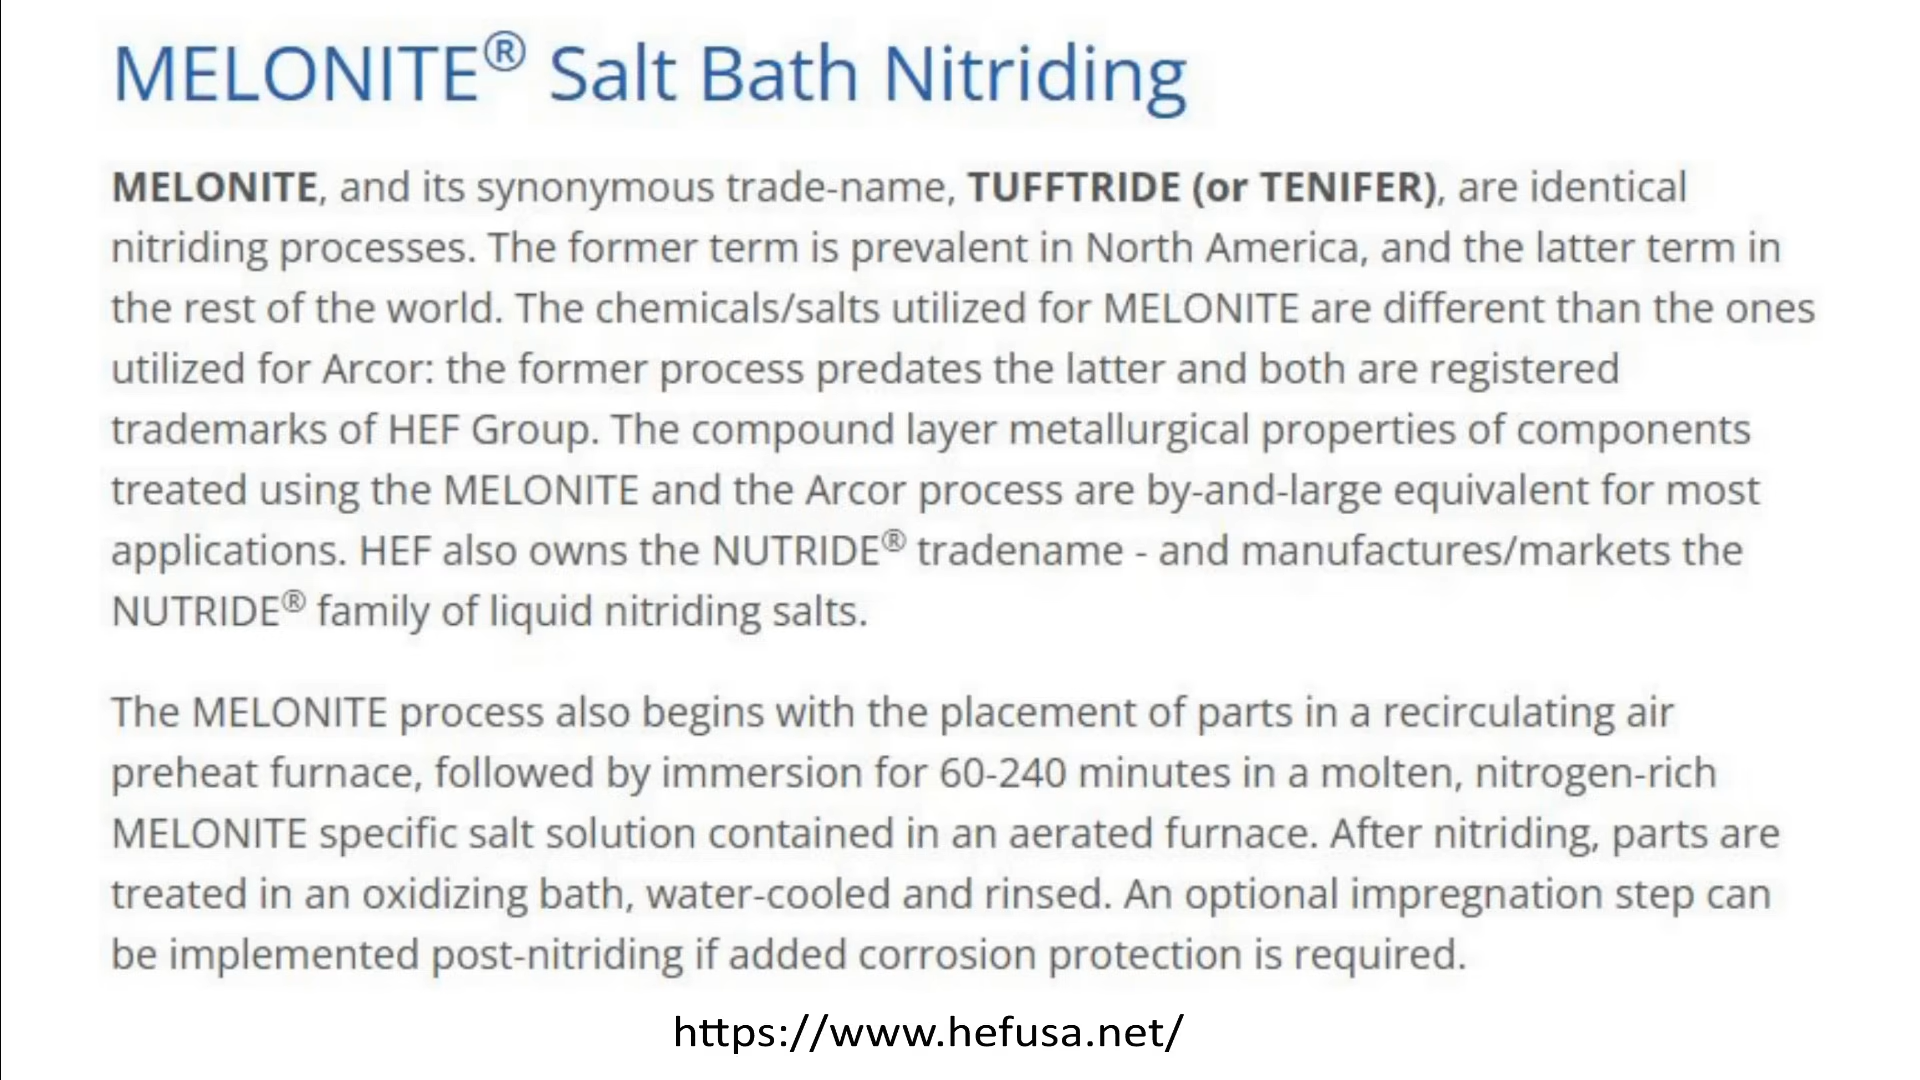 MELONITE® Salt Bath Nitriding
MELONITE, and its synonymous trade-name, TUFFTRIDE (or TENIFER), are identical
nitriding processes. The former term is prevalent in North America, and the latter term in
the rest of the world. The chemicals/salts utilized for MELONITE are different than the ones
utilized for Arcor: the former process predates the latter and both are registered
trademarks of HEF Group. The compound layer metallurgical properties of components
treated using the MELONITE and the Arcor process are by-and-large equivalent for most
applications. HEF also owns the NUTRIDE® tradename - and manufactures/markets the
NUTRIDE® family of liquid nitriding salts.
The MELONITE process also begins with the placement of parts in a recirculating air
preheat furnace, followed by immersion for 60-240 minutes in a molten, nitrogen-rich
MELONITE specific salt solution contained in an aerated furnace. After nitriding, parts are
treated in an oxidizing bath, water-cooled and rinsed. An optional impregnation step can
be implemented post-nitriding if added corrosion protection is required.
https://www.hefusa.net/